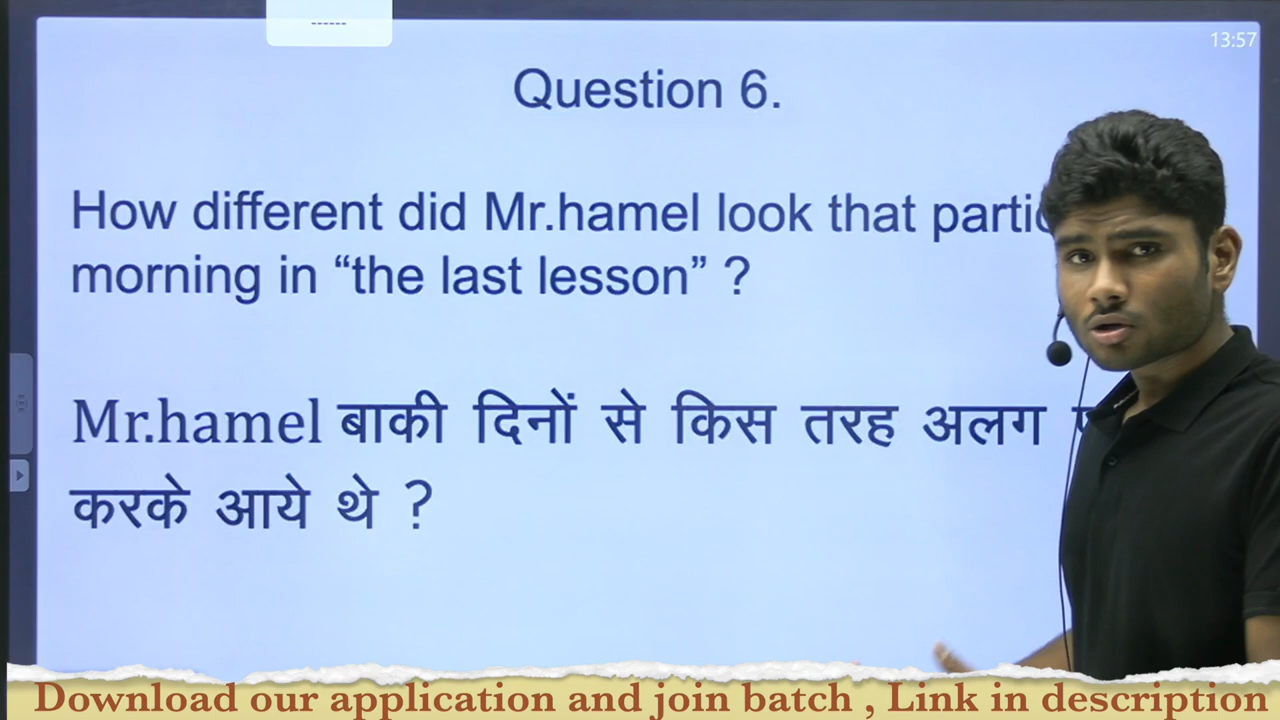 ------
13:57
Question 6.
How different did Mr.hamel look that
morning in “the last lesson” ?
Mr.hamel बाकी दिनों से किस तरह अलग
करके आये थे ?
Download our application and join batch , Link in description